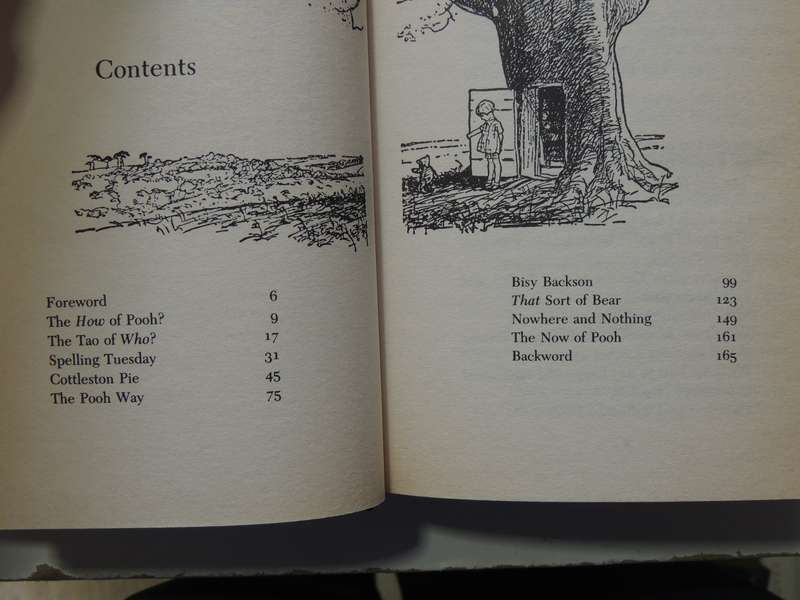 Contents
Foreword 6
The How of Pooh? 9
The Tao of Who? 17
Spelling Tuesday 31
Cottleston Pie 45
The Pooh Way 75
Bisy Backson 99
That Sort of Bear 123
Nowhere and Nothing 149
The Now of Pooh 161
Backword 165